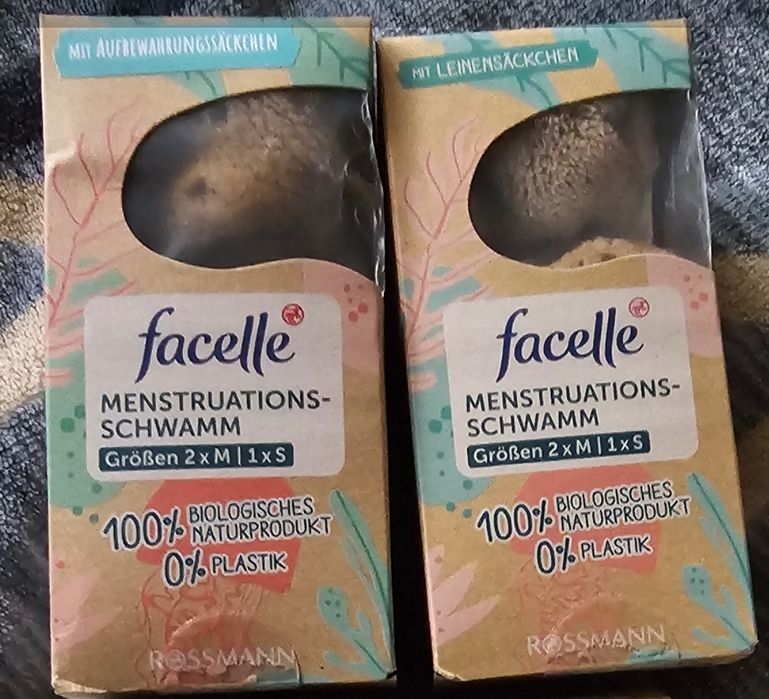 MIT AUFBEWAHRUNGSSÄCKCHEN
facelle
MENSTRUATIONS-
SCHWAMM
Größen 2 x M | 1 x S
100% BIOLOGISCHES
NATURPRODUKT
0% PLASTIK
ROSSMANN
MIT LEINENSÄCKCHEN
facelle
MENSTRUATIONS-
SCHWAMM
Größen 2 x M | 1 x S
100% BIOLOGISCHES
NATURPRODUKT
0% PLASTIK
ROSSMANN